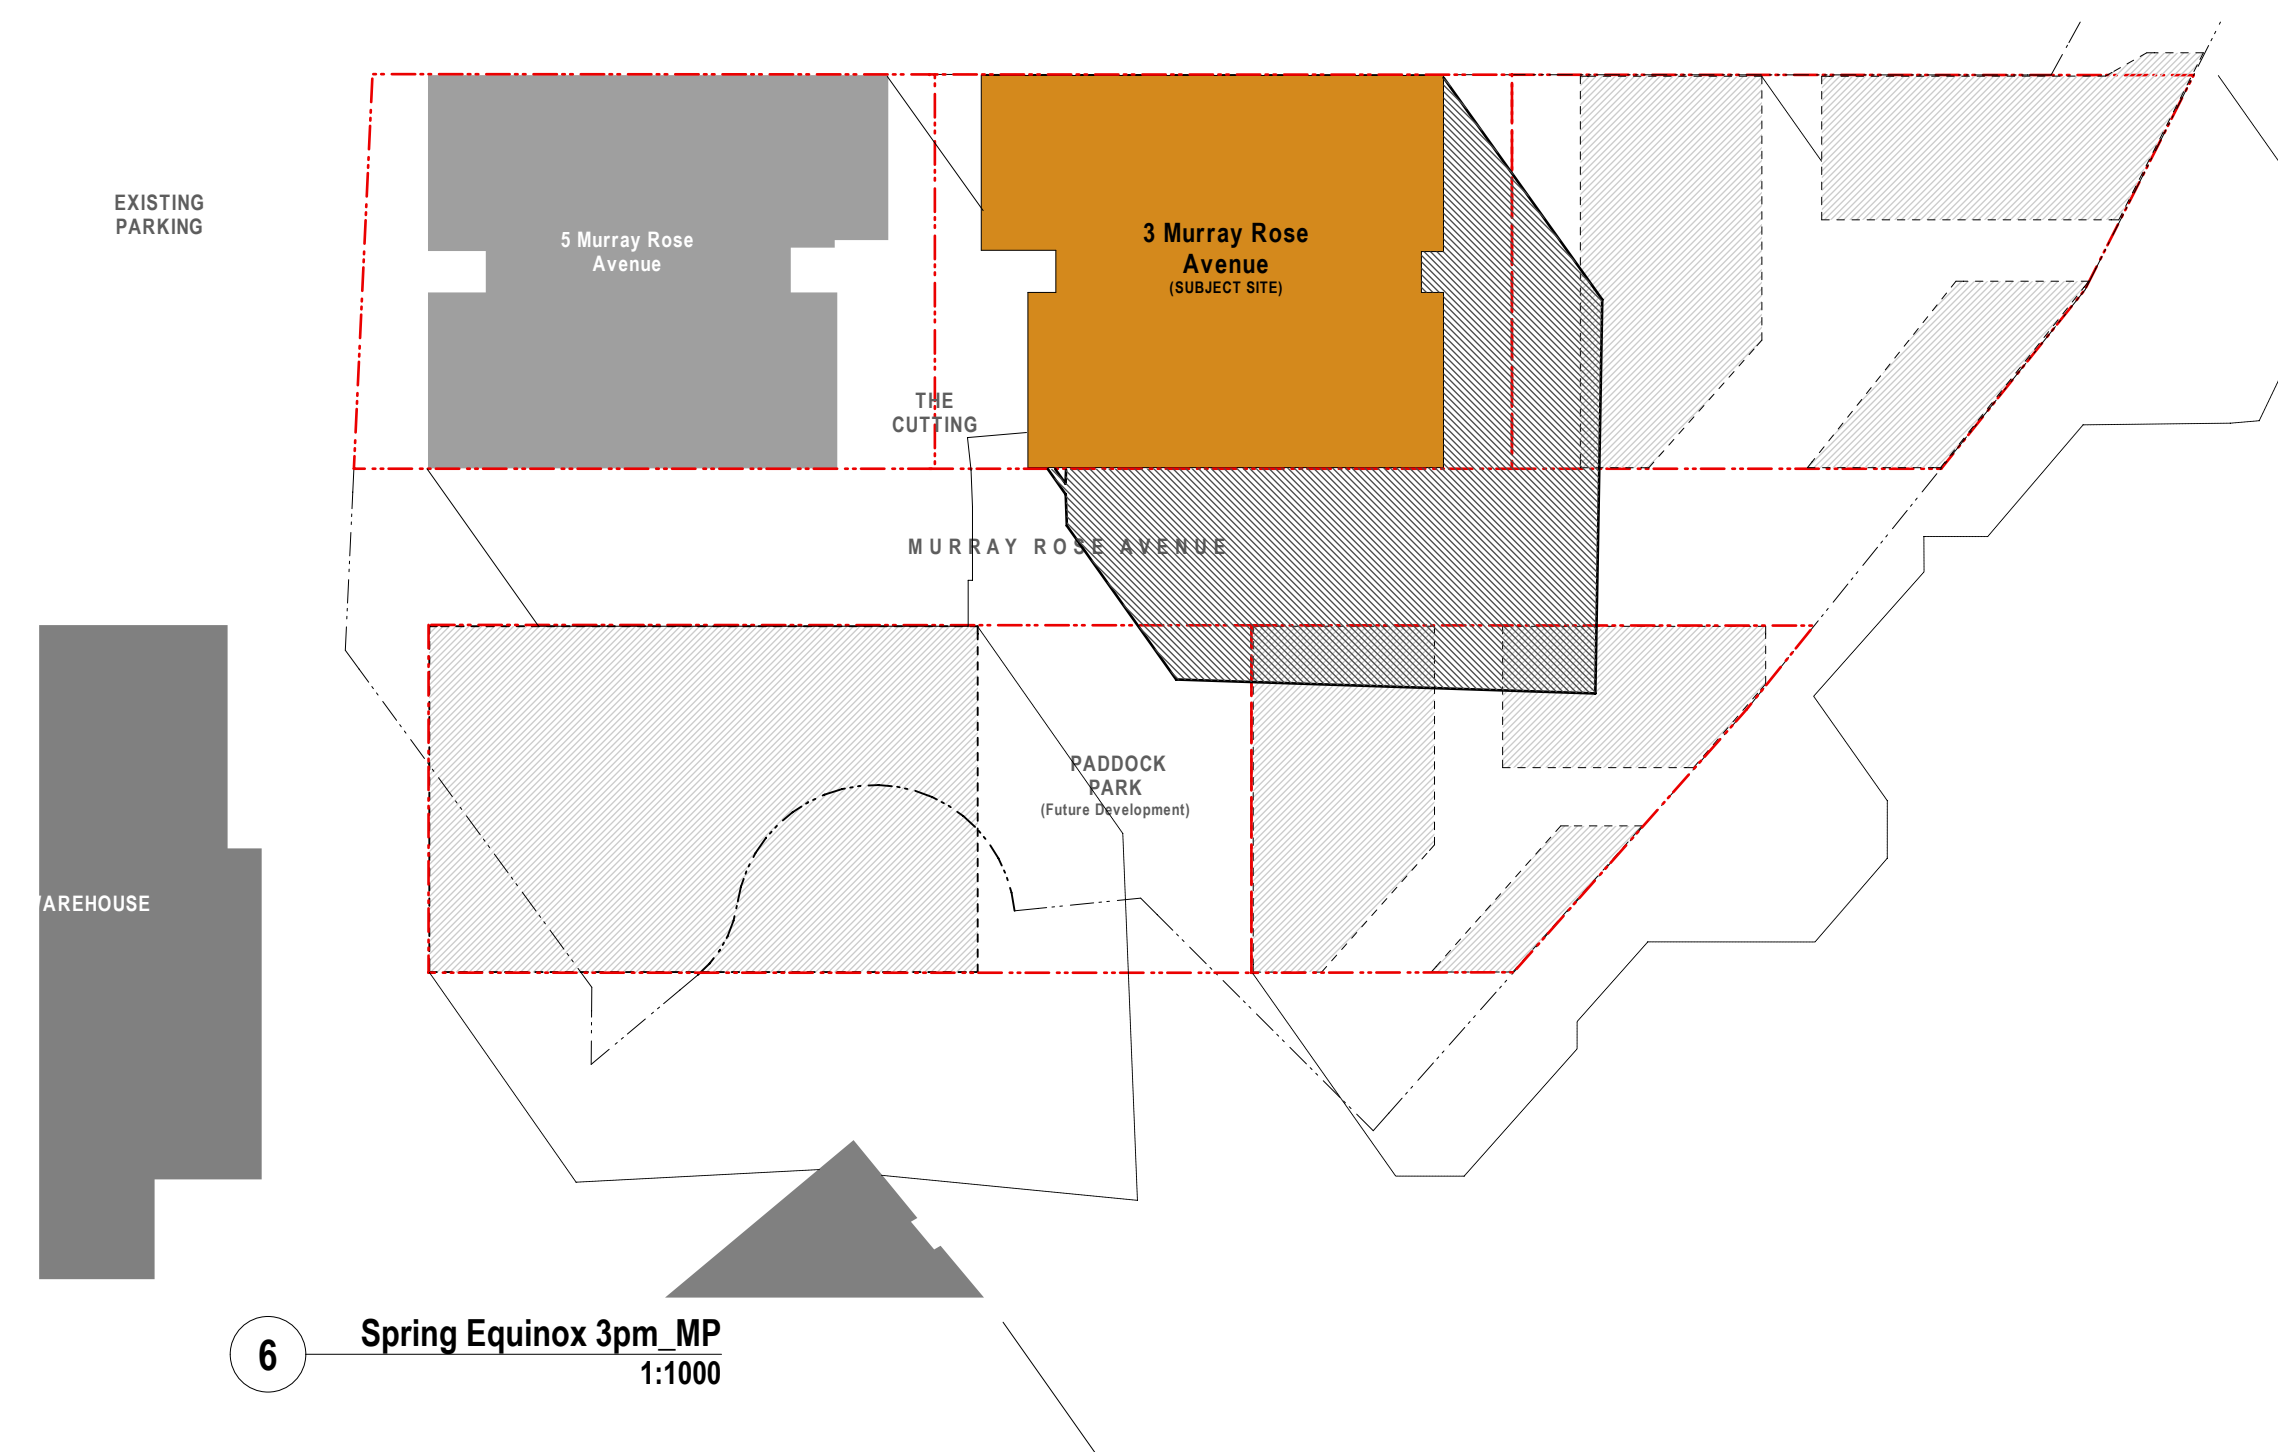 EXISTING
PARKING
5 Murray Rose
Avenue
3 Murray Rose
Avenue
(SUBJECT SITE)
THE
CUTTING
MURRAY ROSE AVENUE
PADDOCK
PARK
(Future Development)
AREHOUSE
6
Spring Equinox 3pm_MP
1:1000